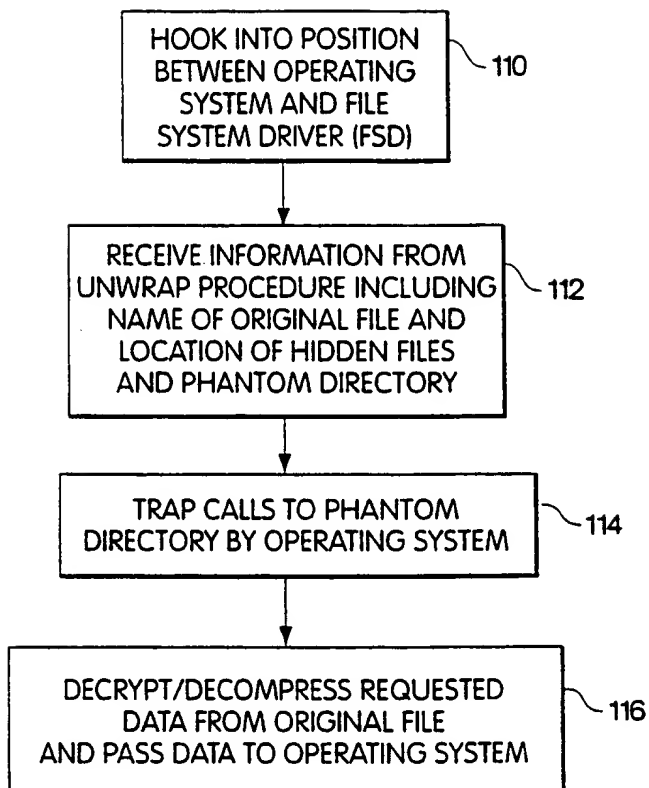 HOOK INTO POSITION
BETWEEN OPERATING
SYSTEM AND FILE
SYSTEM DRIVER (FSD)
110
RECEIVE INFORMATION FROM
UNWRAP PROCEDURE INCLUDING
NAME OF ORIGINAL FILE AND
LOCATION OF HIDDEN FILES
AND PHANTOM DIRECTORY
112
TRAP CALLS TO PHANTOM
DIRECTORY BY OPERATING SYSTEM
114
DECRYPT/DECOMPRESS REQUESTED
DATA FROM ORIGINAL FILE
AND PASS DATA TO OPERATING SYSTEM
116